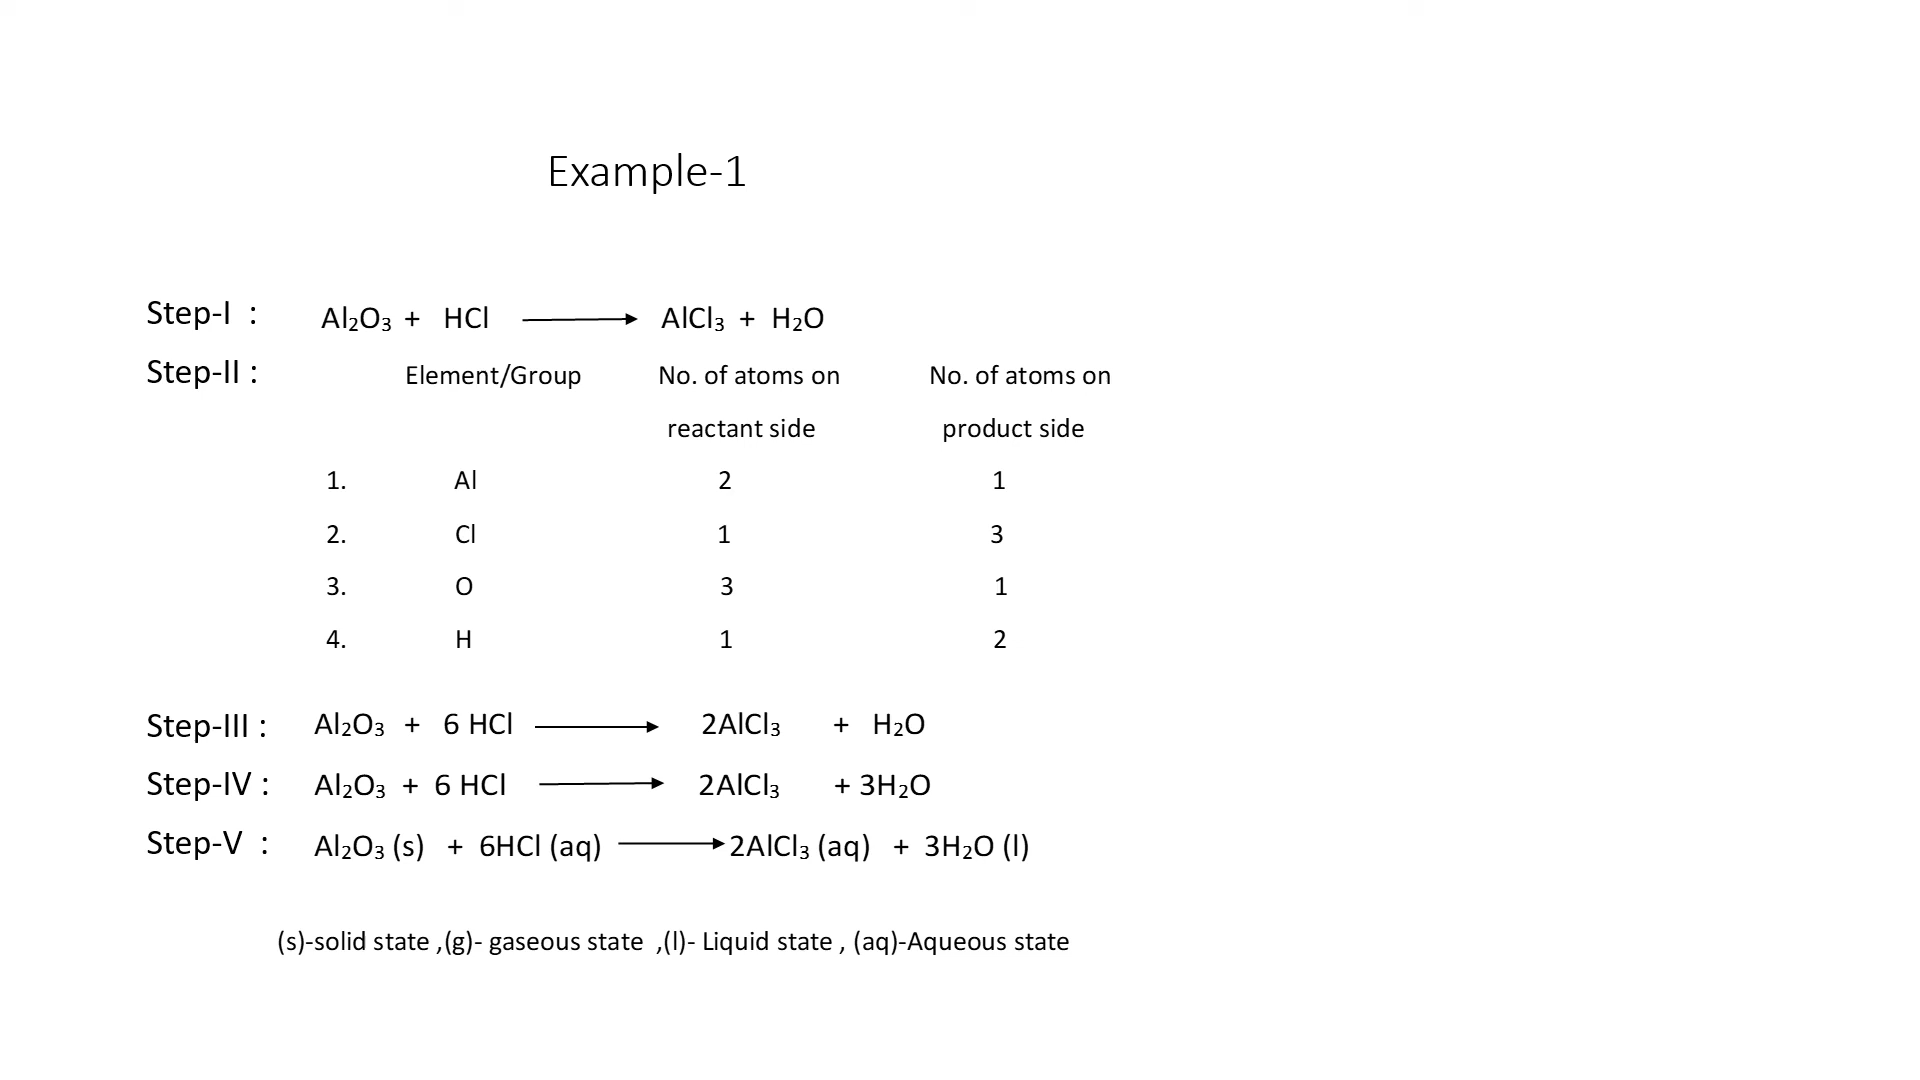 Example-1
Step-I : Al₂O₃ + HCl ⟶ AlCl₃ + H₂O
Step-II : Element/Group No. of atoms on No. of atoms on
reactant side product side
1. Al 2 1
2. Cl 1 3
3. O 3 1
4. H 1 2
Step-III : Al₂O₃ + 6 HCl ⟶ 2AlCl₃ + H₂O
Step-IV : Al₂O₃ + 6 HCl ⟶ 2AlCl₃ + 3H₂O
Step-V : Al₂O₃ (s) + 6HCl (aq) ⟶ 2AlCl₃ (aq) + 3H₂O (l)
(s)-solid state ,(g)- gaseous state ,(l)- Liquid state , (aq)-Aqueous state